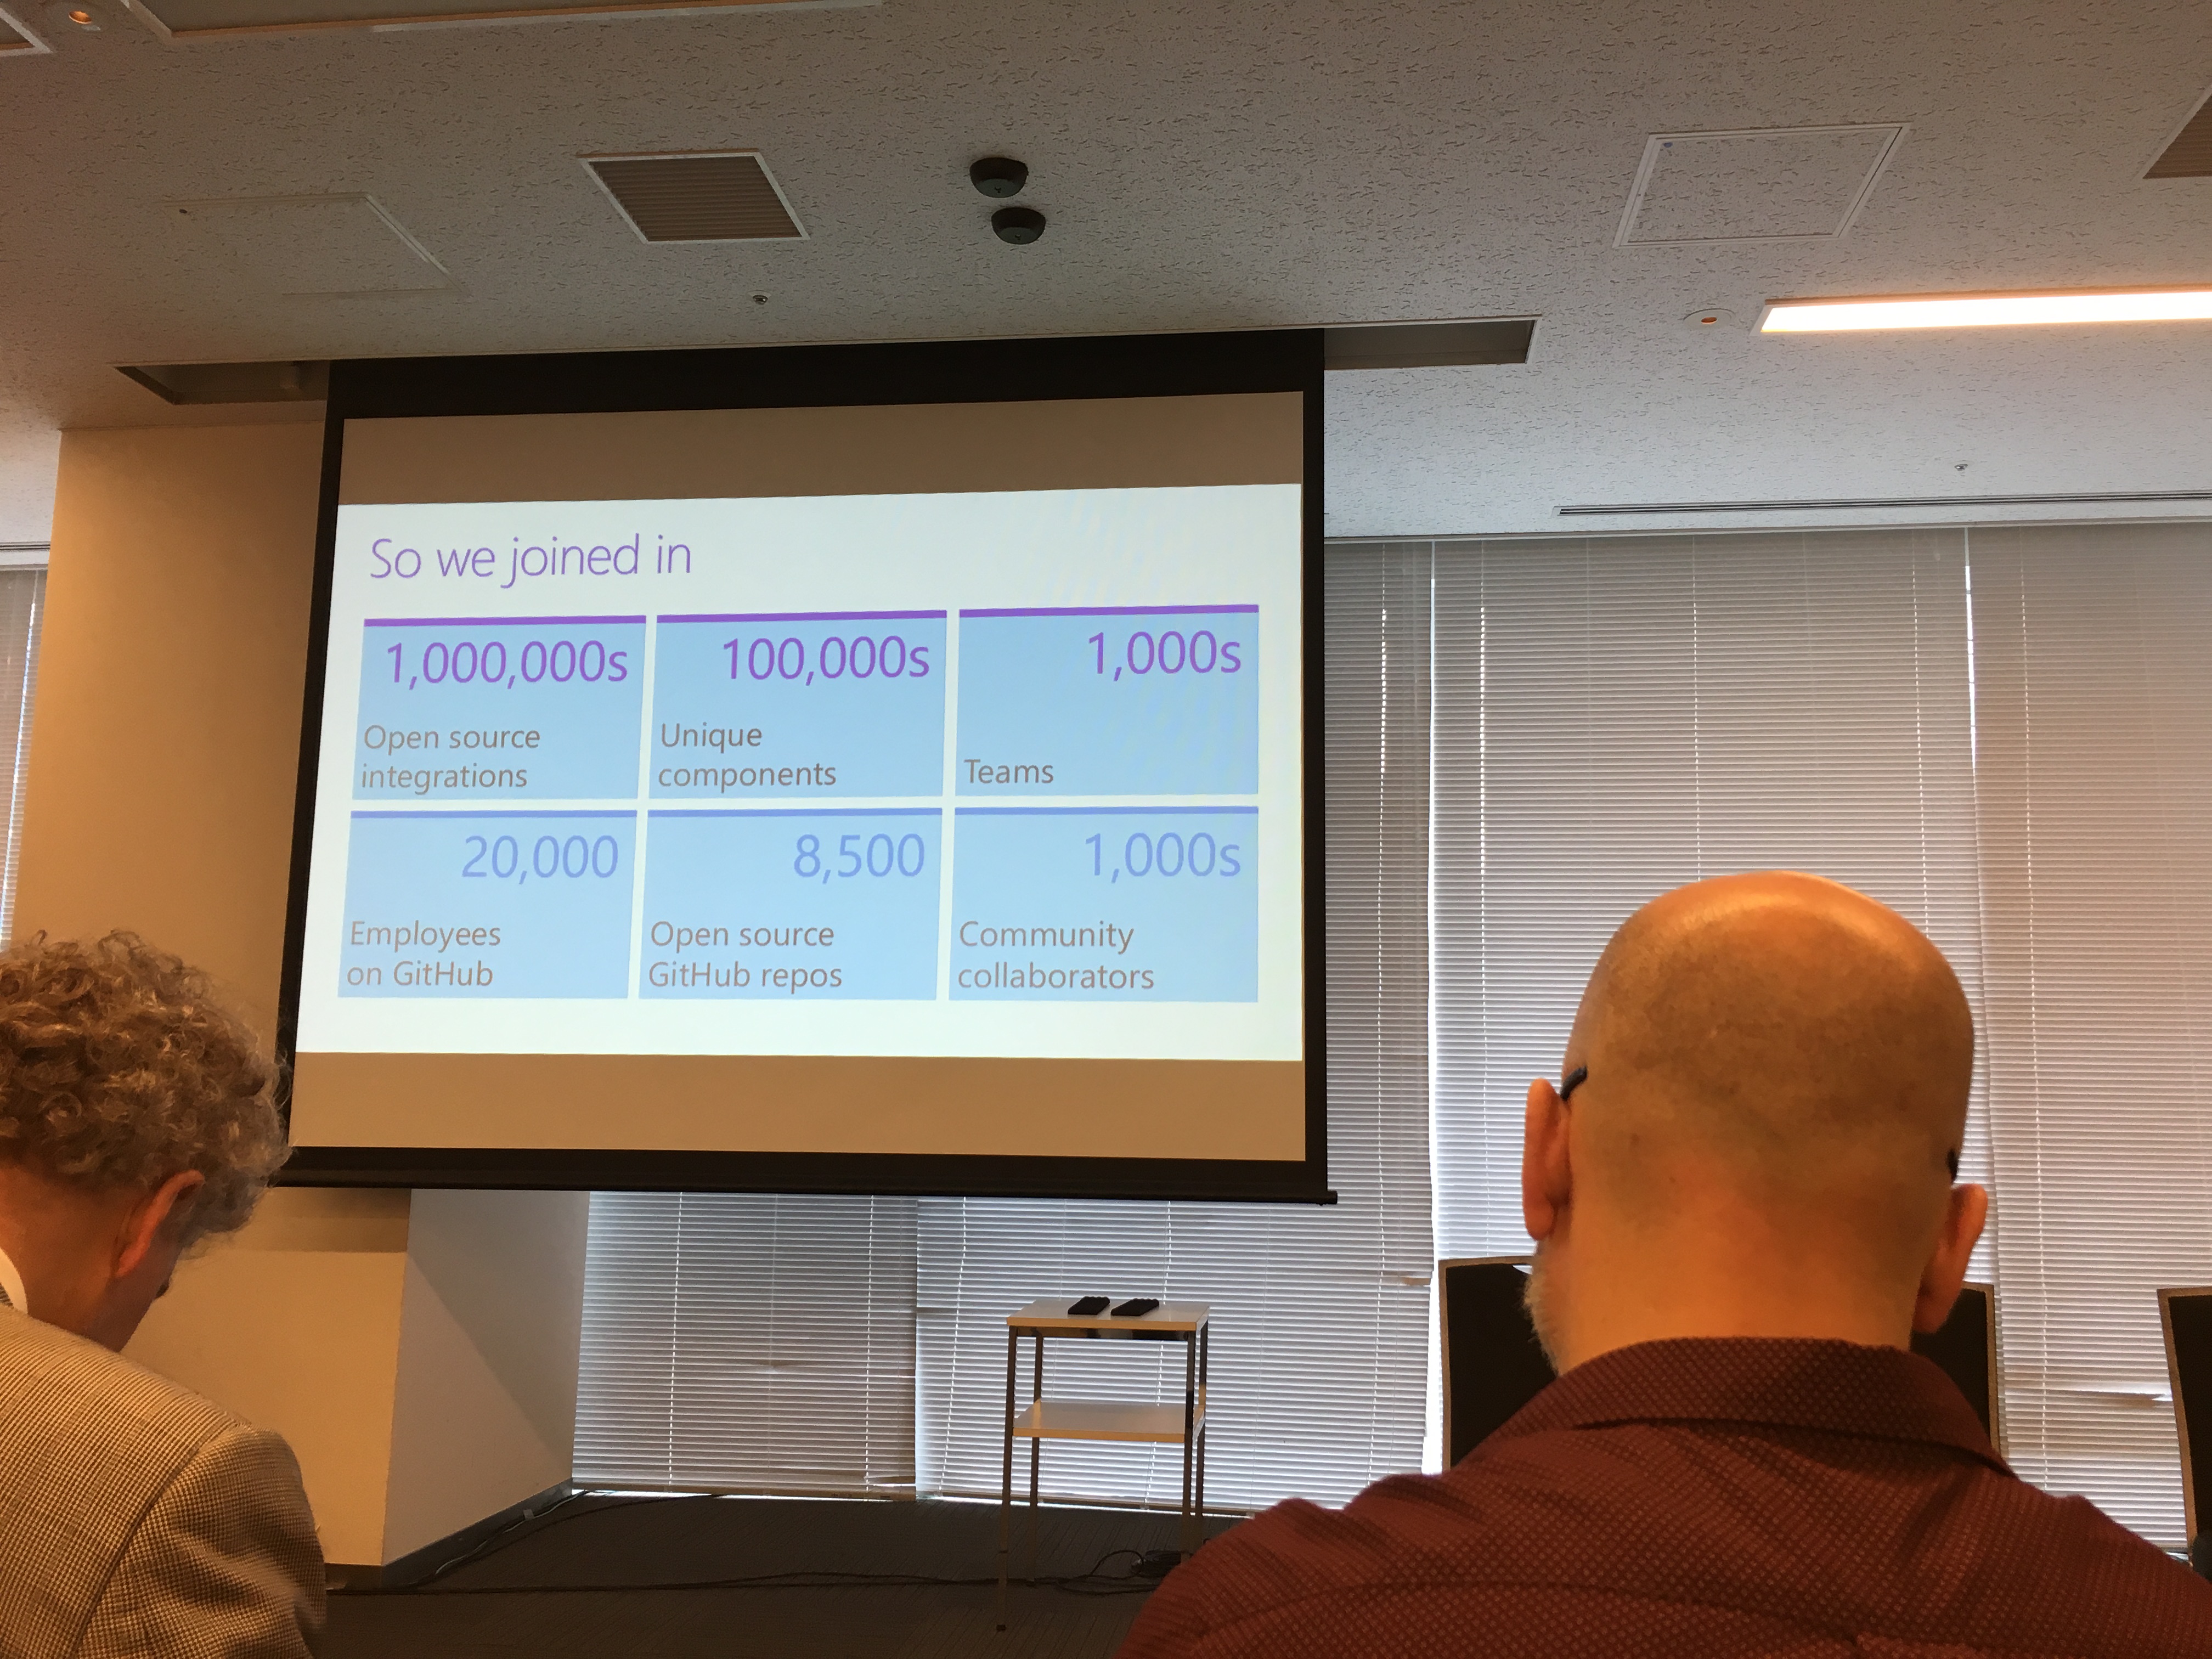 So we joined in
1,000,000s
Open source
integrations
100,000s
Unique
components
1,000s
Teams
20,000
Employees
on GitHub
8,500
Open source
GitHub repos
1,000s
Community
collaborators